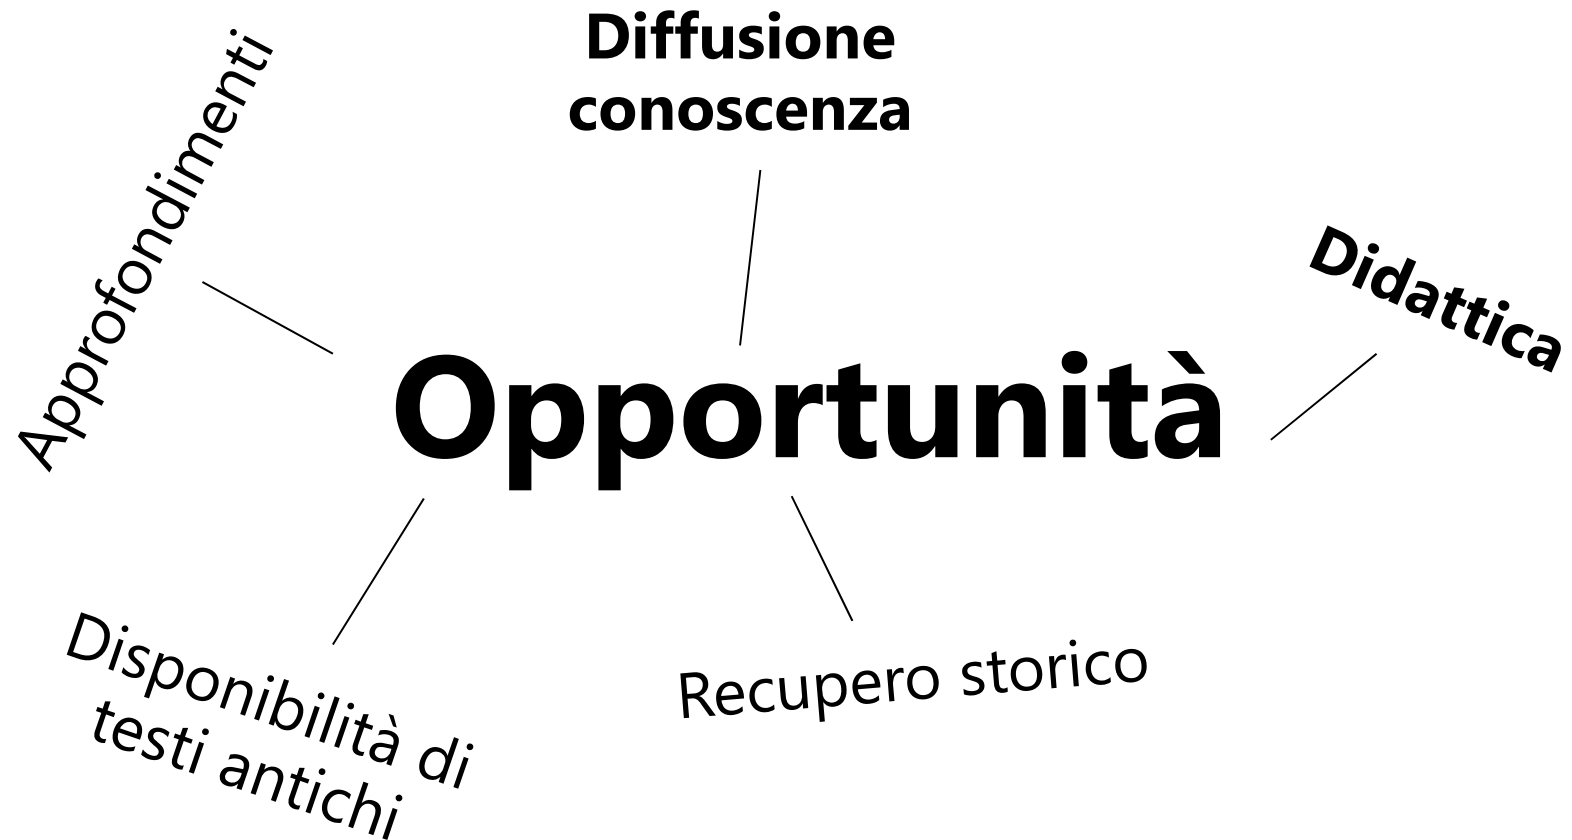 Diffusione
conoscenza
Approfondimenti
Didattica
Opportunità
Disponibilità di
testi antichi
Recupero storico